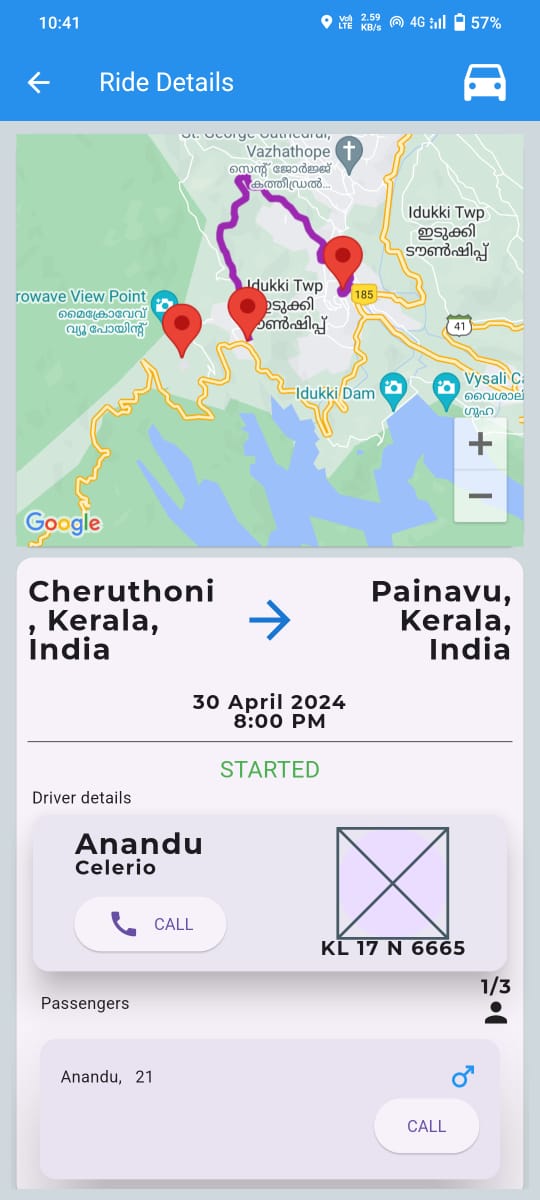 10:41
Vo)) LTE
2.59 KB/s
4G
57%
Ride Details
St. George Cathedral,
Vazhathope
സെന്റ് ജോർജ്ജ്
കത്തീഡ്രൽ...
Idukki Twp
ഇടുക്കി
ടൗൺഷിപ്പ്
Idukki Twp
ഇടുക്കി
ടൗൺഷിപ്പ്
185
41
rowave View Point
മൈക്രോവേവ്
വ്യൂ പോയിന്റ്
Idukki Dam
Vysali Ca
വൈശാല
ഗുഹ
+
−
Google
Cheruthoni
, Kerala,
India
Painavu,
Kerala,
India
30 April 2024
8:00 PM
STARTED
Driver details
Anandu
Celerio
CALL
KL 17 N 6665
1/3
Passengers
Anandu, 21
CALL